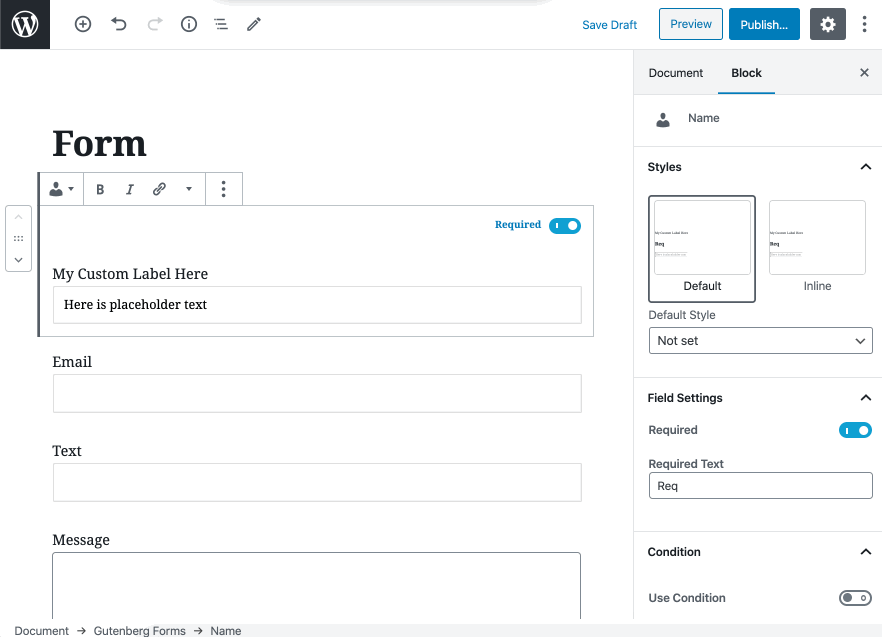 Save Draft
Preview
Publish...
Document
Block
Name
Styles
My Custom Label Here
Req
My Custom Label Here
Req
Default
Inline
Default Style
Not set
Field Settings
Required
Required Text
Req
Condition
Use Condition
Form
B I
Required
My Custom Label Here
Here is placeholder text
Email
Text
Message
Document → Gutenberg Forms → Name